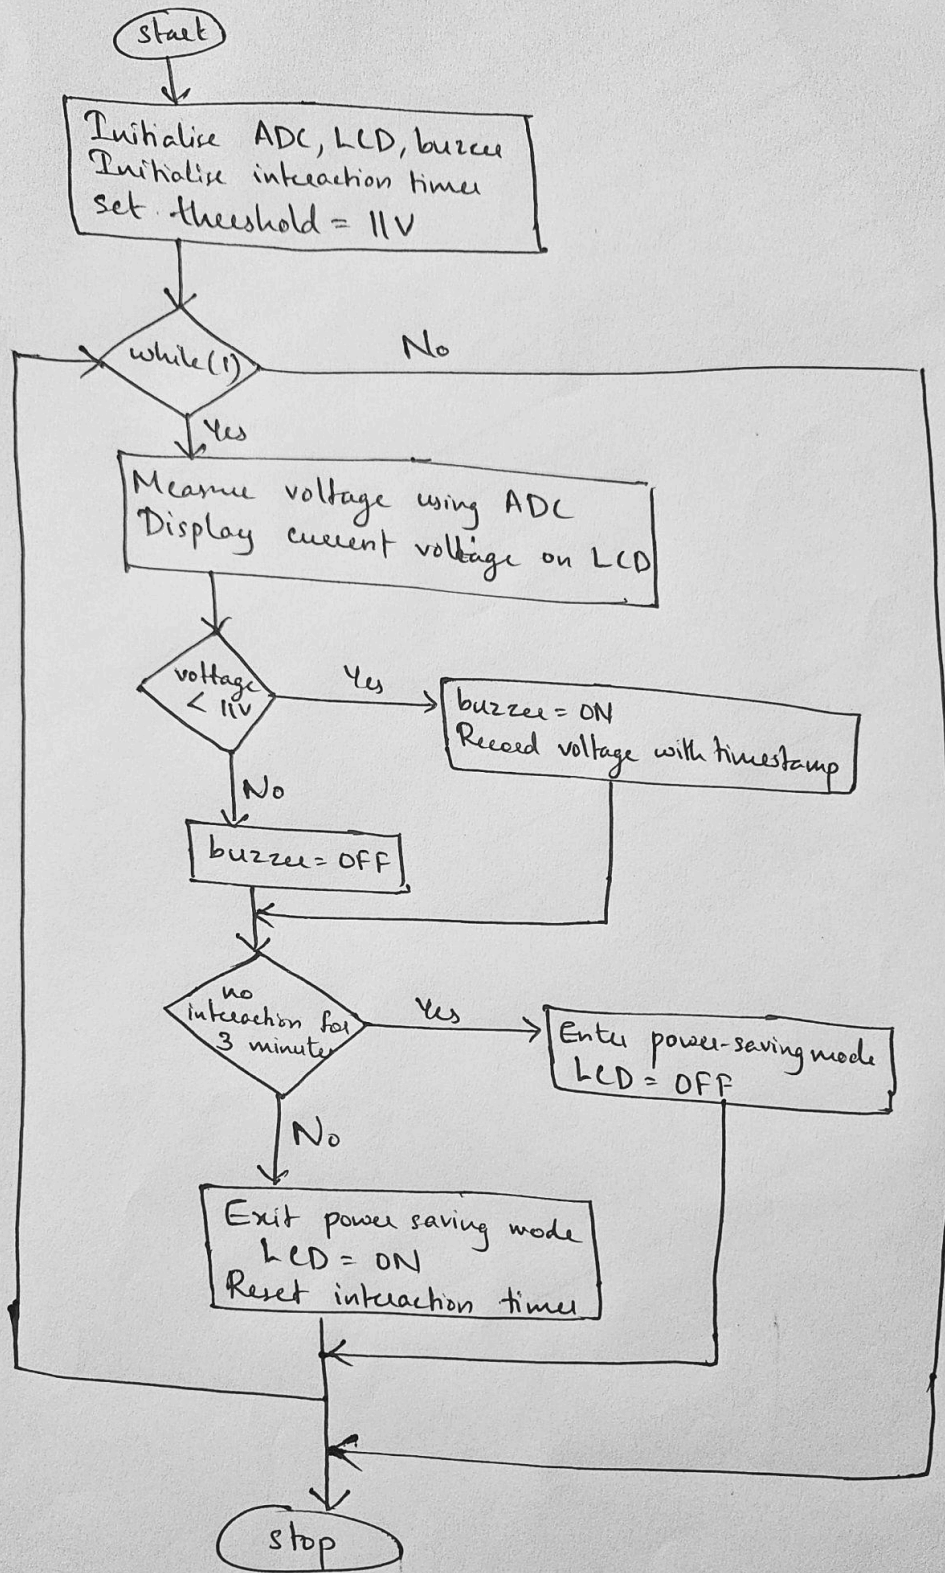 start
Initialise ADC, LCD, buzzer
Initialise interaction timer
set threshold = 11V
while(1)
No
Yes
Measure voltage using ADC
Display current voltage on LCD
voltage
< 11V
Yes
buzzer = ON
Record voltage with timestamp
No
buzzer = OFF
no
interaction for
3 minutes
Yes
Enter power-saving mode
LCD = OFF
No
Exit power saving mode
LCD = ON
Reset interaction timer
stop